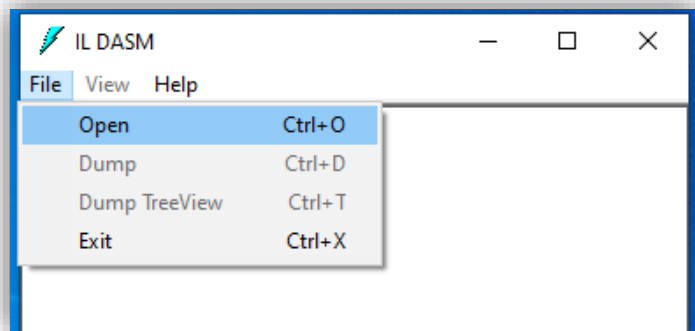 IL DASM
File View Help
Open Ctrl+O
Dump Ctrl+D
Dump TreeView Ctrl+T
Exit Ctrl+X